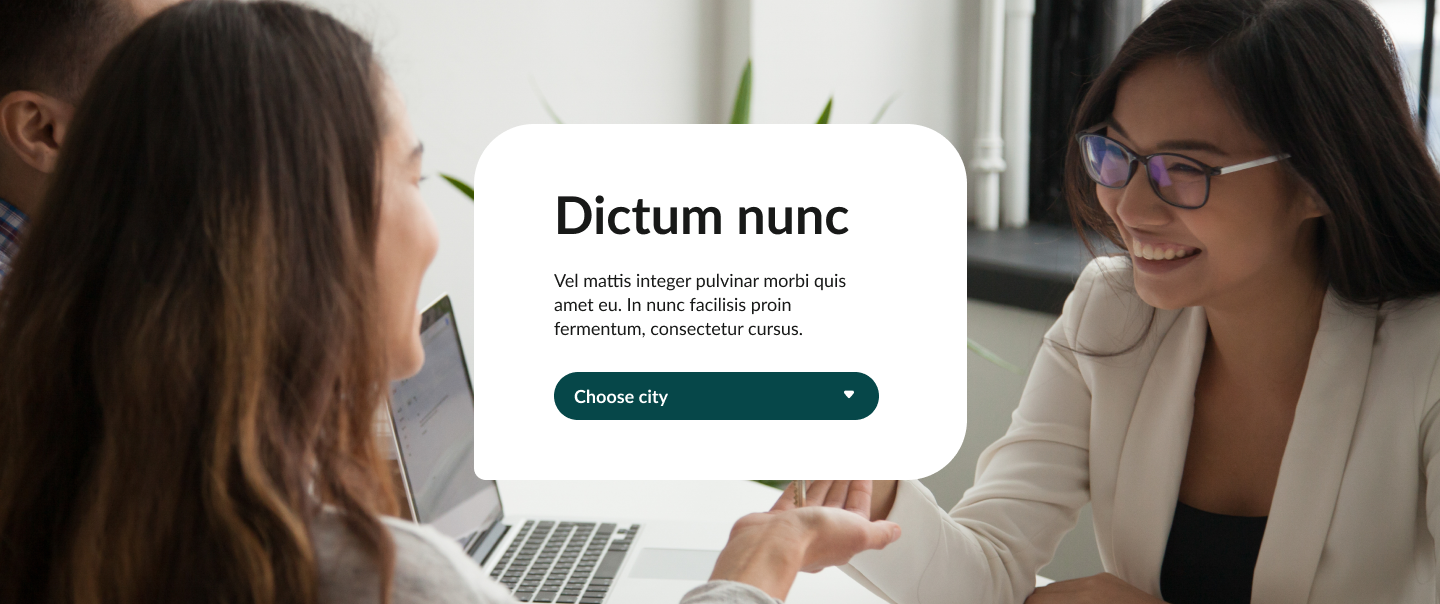 Dictum nunc
Vel mattis integer pulvinar morbi quis
amet eu. In nunc facilisis proin
fermentum, consectetur cursus.
Choose city